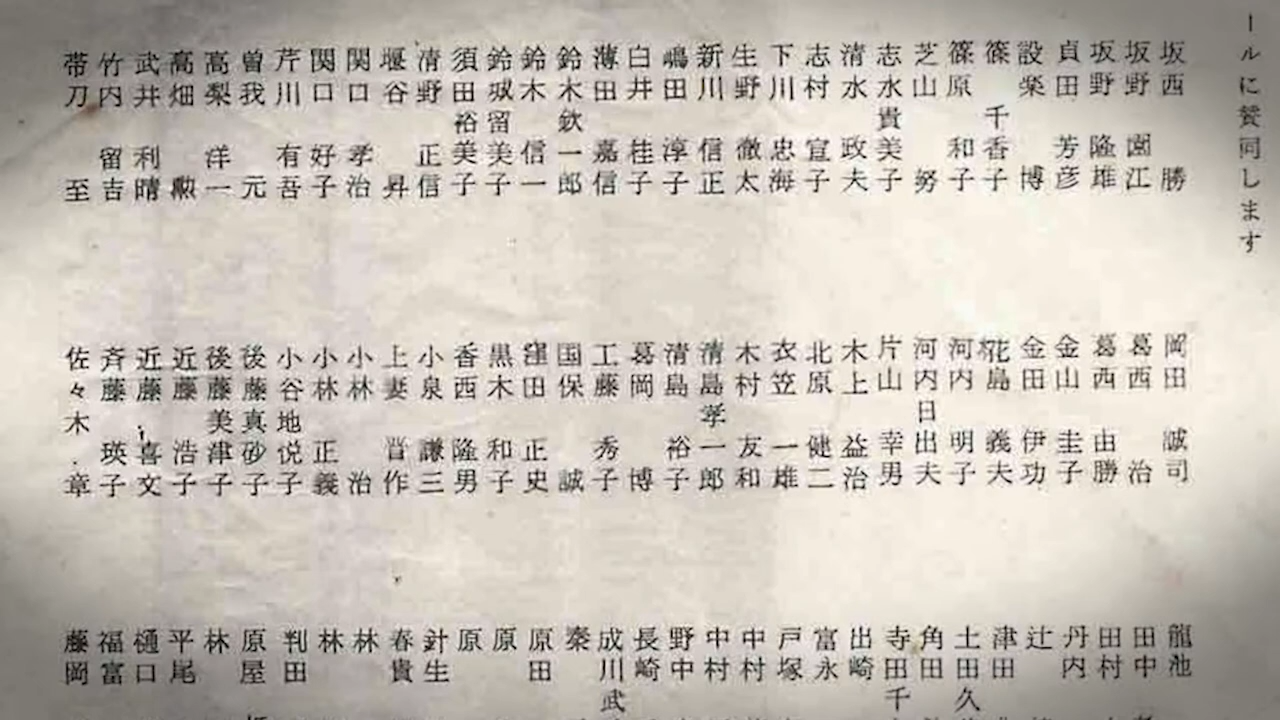 ールに賛同します
坂西勝
坂野園江
坂野隆雄
貞田芳彦
設楽博
篠千香子
篠原和子
芝山努
志水貴美子
清水政夫
志村宣子
下川忠海
生野徹太
新川信正
嶋田淳子
白井桂子
薄田嘉信
鈴木欽一郎
鈴木信一
鈴城留美子
須田裕美子
清野正信
堰谷昇
関口孝治
関口好子
芹川有吾
曽我元
高梨洋一
高畑勲
武井利晴
竹内留吉
帯刀至
岡田誠司
葛西治
葛西由勝
金山圭子
金田伊功
椛島義夫
河内明子
河内日出夫
片山幸男
木上益治
北原健二
衣笠一雄
木村友和
清島孝一郎
清島裕子
葛岡博
工藤秀子
国保誠
窪田正史
黒木和子
香西隆男
小泉謙三
上妻晋作
小林治
小林正義
小谷地悦子
後藤真砂子
後藤美津子
近藤浩子
近藤喜文
斉藤瑛子
佐々木章
龍池
田中
田村
丹内
辻
津田
土田久
角田
寺田千
出崎
富永
戸塚
中村
中村
野中
長崎
成川武
秦
原田
原
原
針生
春貴
林
林
判田
原屋
林
平尾
樋口
福富
藤岡